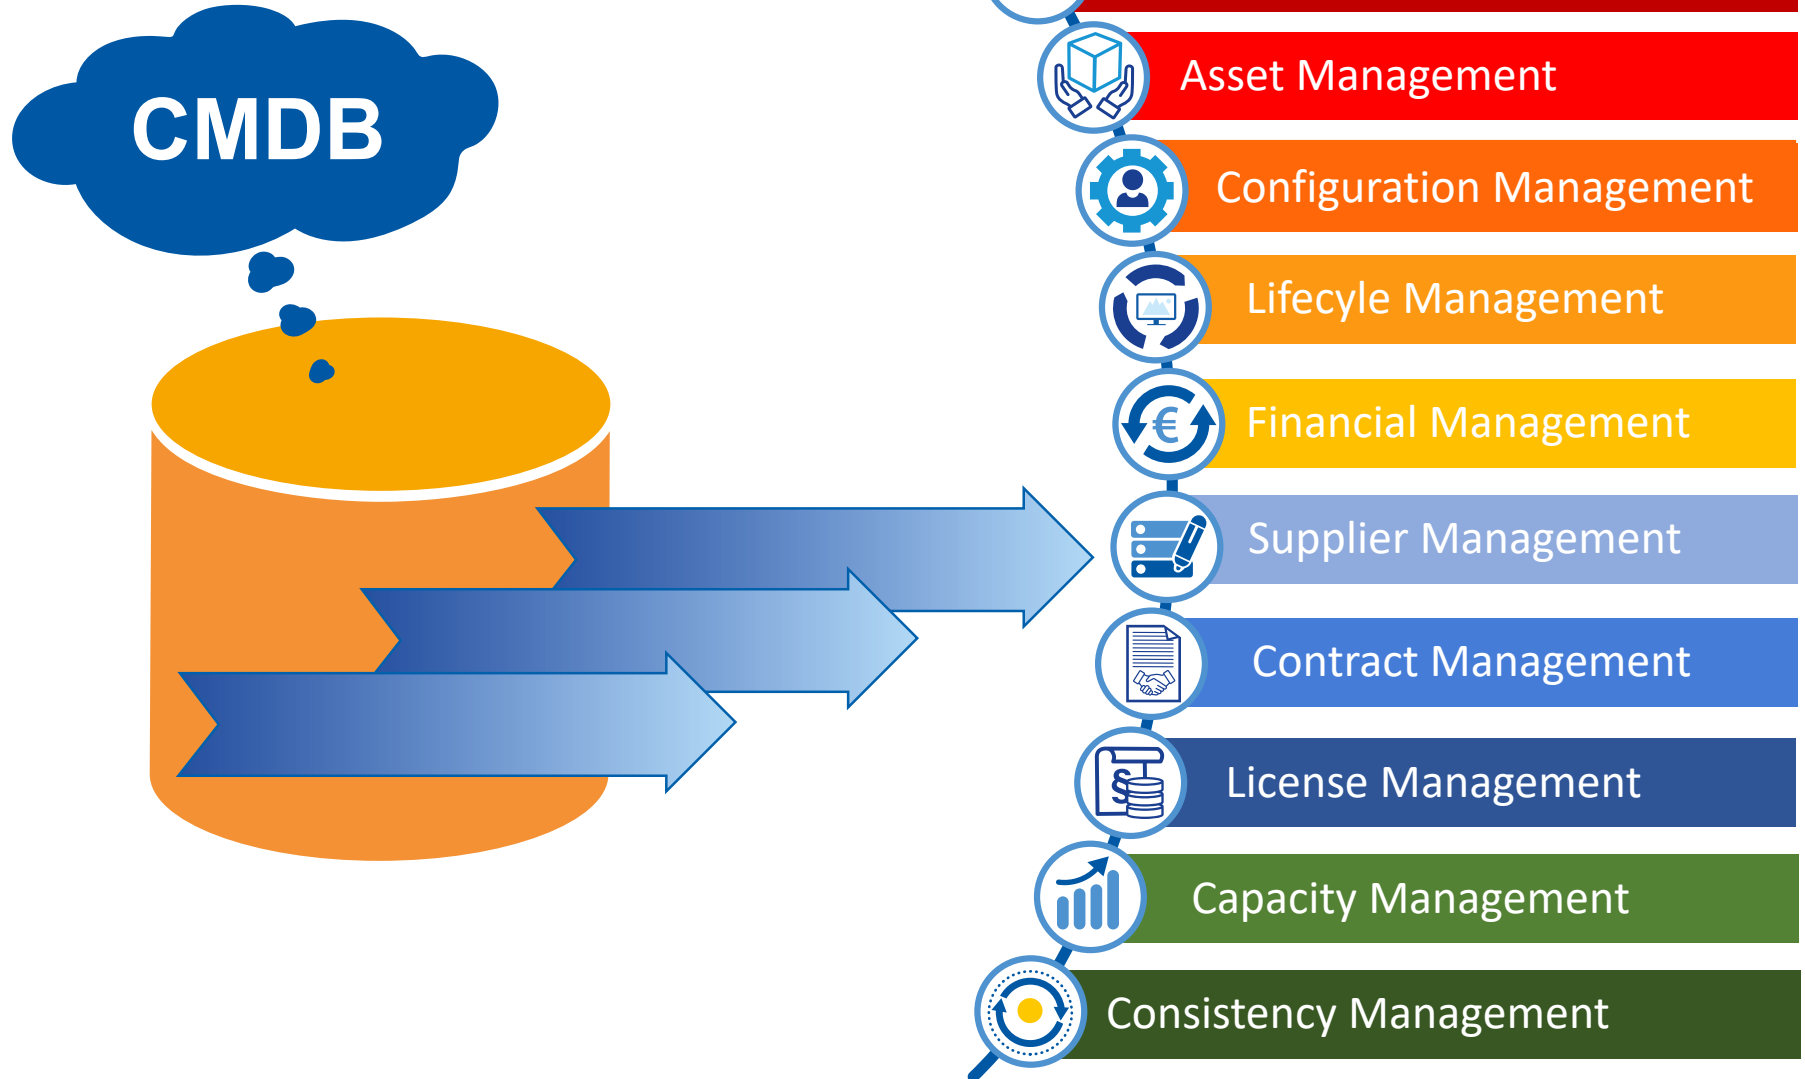 CMDB
Asset Management
Configuration Management
Lifecyle Management
€
Financial Management
Supplier Management
Contract Management
§
License Management
Capacity Management
Consistency Management